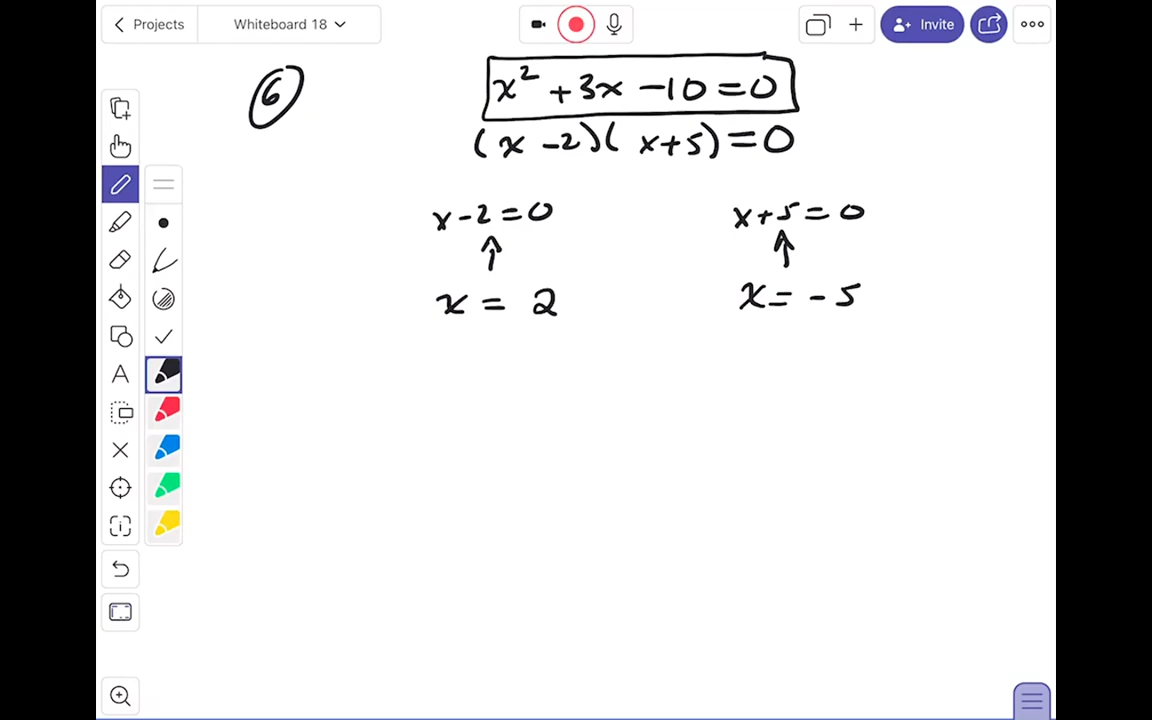 Projects Whiteboard 18 Invite
⑥ x² + 3x - 10 = 0
(x - 2)(x + 5) = 0
x - 2 = 0 x + 5 = 0
↑ ↑
x = 2 x = - 5
A